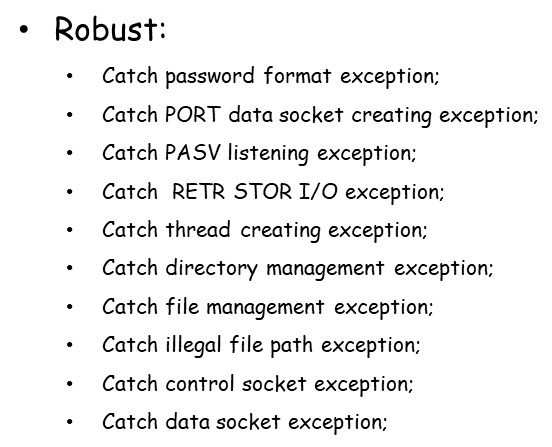 • Robust:
• Catch password format exception;
• Catch PORT data socket creating exception;
• Catch PASV listening exception;
• Catch RETR STOR I/O exception;
• Catch thread creating exception;
• Catch directory management exception;
• Catch file management exception;
• Catch illegal file path exception;
• Catch control socket exception;
• Catch data socket exception;